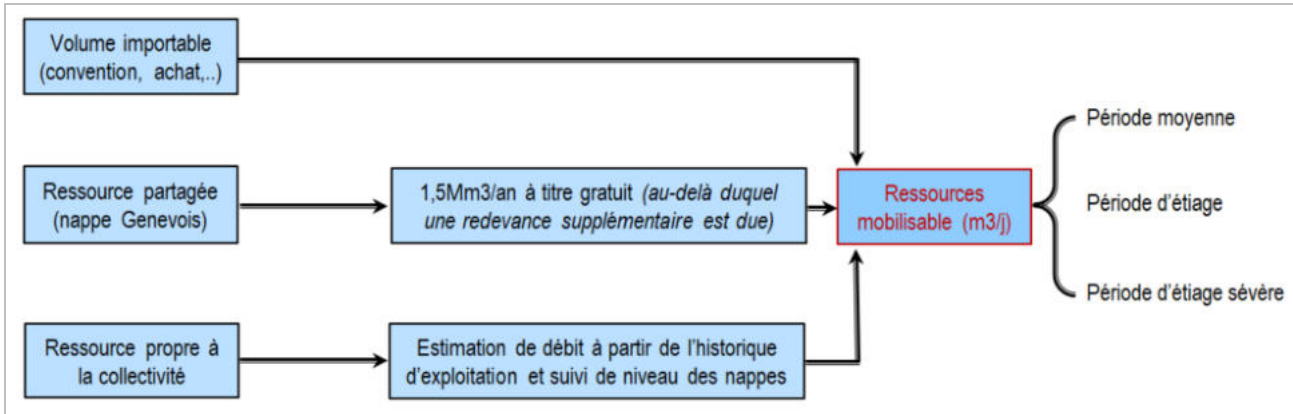 Volume importable
(convention, achat,..)
Ressource partagée
(nappe Genevois)
1,5Mm3/an à titre gratuit (au-delà duquel
une redevance supplémentaire est due)
Ressource propre à
la collectivité
Estimation de débit à partir de l'historique
d'exploitation et suivi de niveau des nappes
Ressources
mobilisable (m3/j)
Période moyenne
Période d'étiage
Période d'étiage sévère